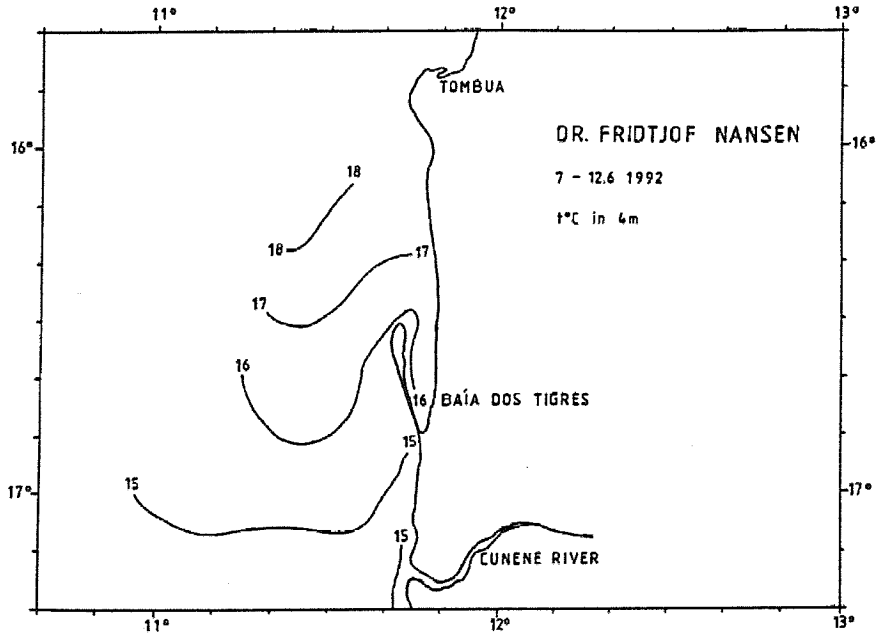 11° 12° 13°
TOMBUA
DR. FRIDTJOF NANSEN
16° 16°
7 - 12.6 1992
18
t°C in 4m
18
17
17
16
16 BAÍA DOS TIGRES
15
15
17° 17°
15
CUNENE RIVER
11° 12° 13°